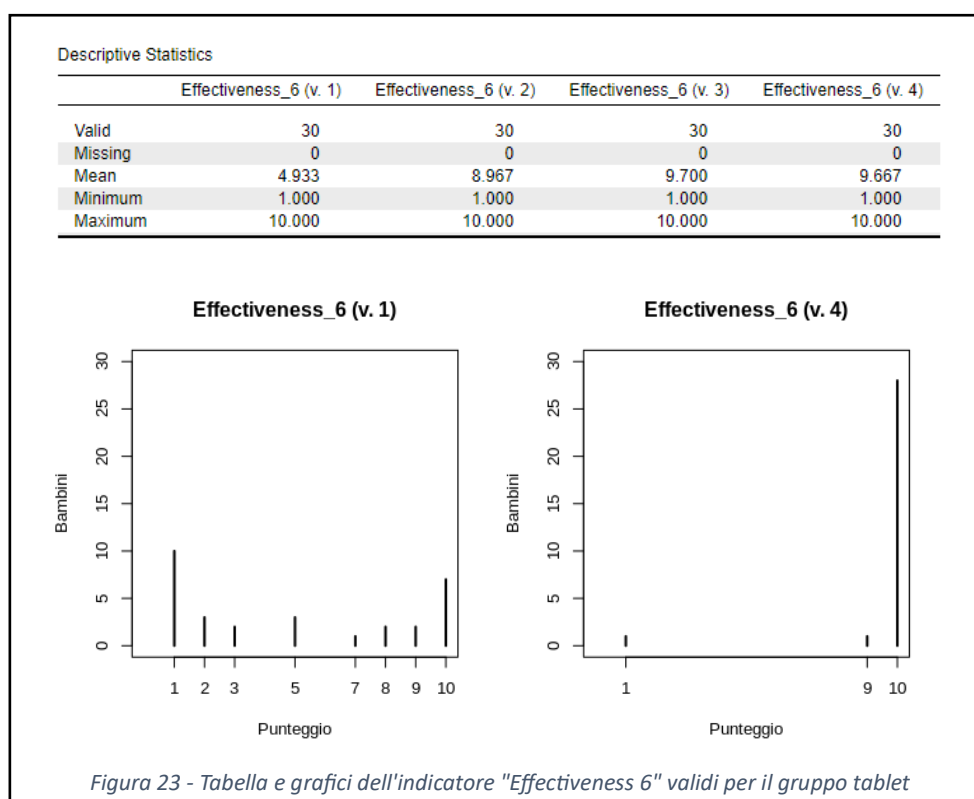 Descriptive Statistics
Effectiveness_6 (v. 1) Effectiveness_6 (v. 2) Effectiveness_6 (v. 3) Effectiveness_6 (v. 4)
Valid 30 30 30 30
Missing 0 0 0 0
Mean 4.933 8.967 9.700 9.667
Minimum 1.000 1.000 1.000 1.000
Maximum 10.000 10.000 10.000 10.000
Effectiveness_6 (v. 1)
30
25
20
15
10
5
0
Bambini
1 2 3 5 7 8 9 10
Punteggio
Effectiveness_6 (v. 4)
30
25
20
15
10
5
0
Bambini
1 9 10
Punteggio
Figura 23 - Tabella e grafici dell'indicatore "Effectiveness 6" validi per il gruppo tablet